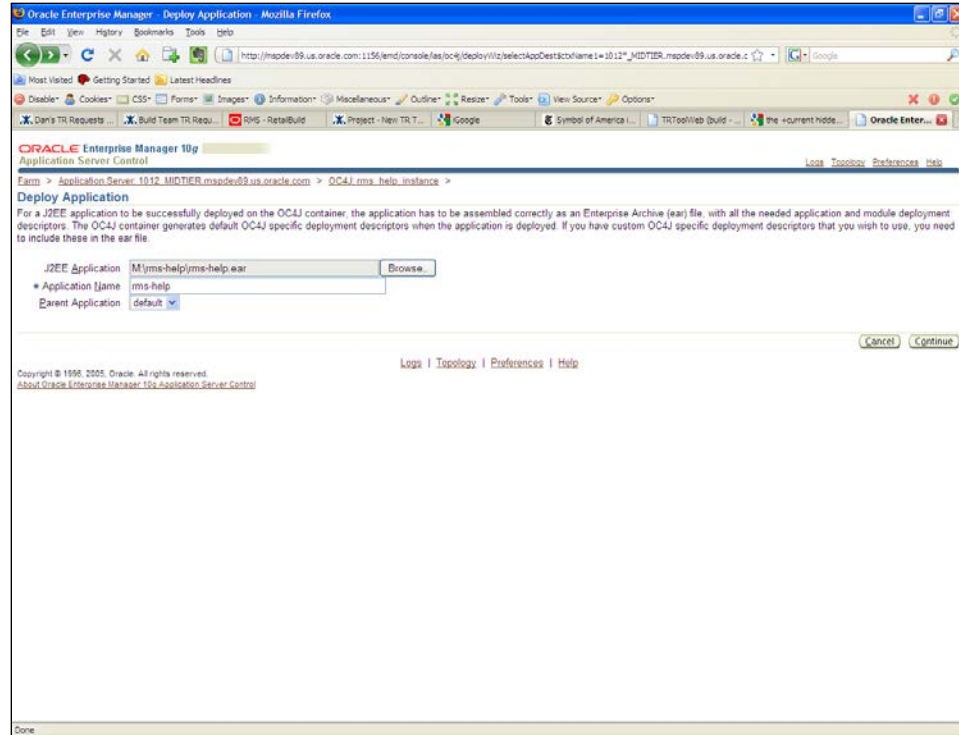 Oracle Enterprise Manager - Deploy Application - Mozilla Firefox
File Edit View History Bookmarks Tools Help
http://mspdev89.us.oracle.com:1156/emd/console/ias/oc4j/deployWiz/selectAppDest&ctxName1=1012*_MIDTIER.mspdev89.us.oracle.c
Google
Most Visited Getting Started Latest Headlines
Disable Cookies CSS Forms Images Information Miscellaneous Outline Resize Tools View Source Options
Dan's TR Requests ... Build Team TR Requ... RMS - RetailBuild Project - New TR T... iGoogle Symbol of America i... TRToolWeb (build - ... the +current hidde... Oracle Enter...
ORACLE Enterprise Manager 10g
Application Server Control
Logs Topology Preferences Help
Farm > Application Server: 1012_MIDTIER.mspdev89.us.oracle.com > OC4J: rms_help_instance >
Deploy Application
For a J2EE application to be successfully deployed on the OC4J container, the application has to be assembled correctly as an Enterprise Archive (ear) file, with all the needed application and module deployment
descriptors. The OC4J container generates default OC4J specific deployment descriptors when the application is deployed. If you have custom OC4J specific deployment descriptors that you wish to use, you need
to include these in the ear file.
J2EE Application M:\rms-help\rms-help.ear Browse..
* Application Name rms-help
Parent Application default
Cancel Continue
Logs | Topology | Preferences | Help
Copyright © 1996, 2005, Oracle. All rights reserved.
About Oracle Enterprise Manager 10g Application Server Control
Done